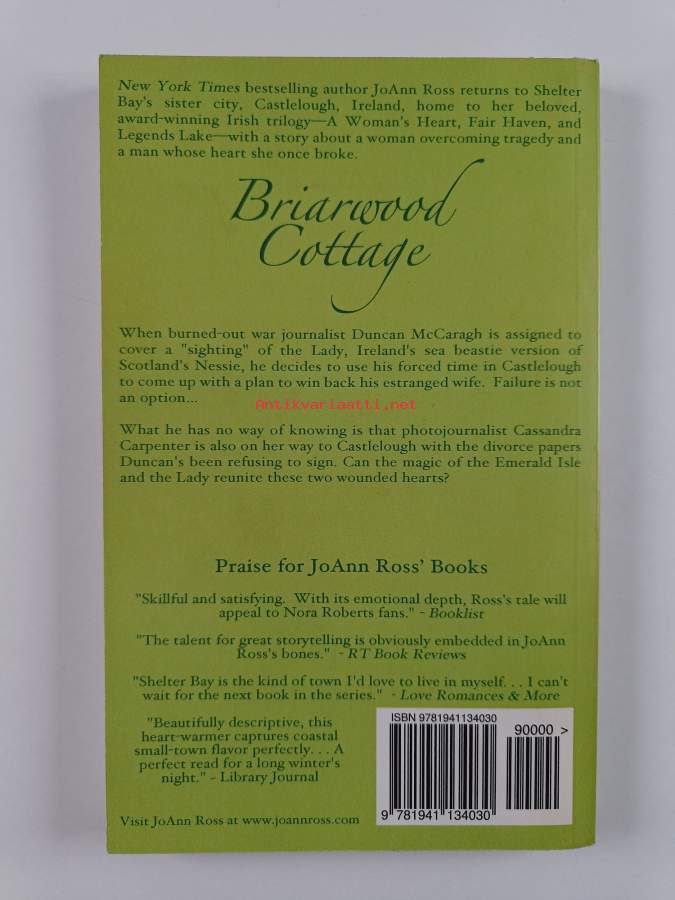 New York Times bestselling author JoAnn Ross returns to Shelter
Bay's sister city, Castlelough, Ireland, home to her beloved,
award-winning Irish trilogy—A Woman's Heart, Fair Haven, and
Legends Lake—with a story about a woman overcoming tragedy and
a man whose heart she once broke.
Briarwood
Cottage
When burned-out war journalist Duncan McCaragh is assigned to
cover a "sighting" of the Lady, Ireland's sea beastie version of
Scotland's Nessie, he decides to use his forced time in Castlelough
to come up with a plan to win back his estranged wife. Failure is not
an option...
Antikvariaatti.net
What he has no way of knowing is that photojournalist Cassandra
Carpenter is also on her way to Castlelough with the divorce papers
Duncan's been refusing to sign. Can the magic of the Emerald Isle
and the Lady reunite these two wounded hearts?
Praise for JoAnn Ross' Books
"Skillful and satisfying. With its emotional depth, Ross's tale will
appeal to Nora Roberts fans." - Booklist
"The talent for great storytelling is obviously embedded in JoAnn
Ross's bones." - RT Book Reviews
"Shelter Bay is the kind of town I'd love to live in myself. . . I can't
wait for the next book in the series." - Love Romances & More
"Beautifully descriptive, this
heart-warmer captures coastal
small-town flavor perfectly. . . A
perfect read for a long winter's
night." - Library Journal
Visit JoAnn Ross at www.joannross.com
ISBN 9781941134030
90000 >
9 781941 134030